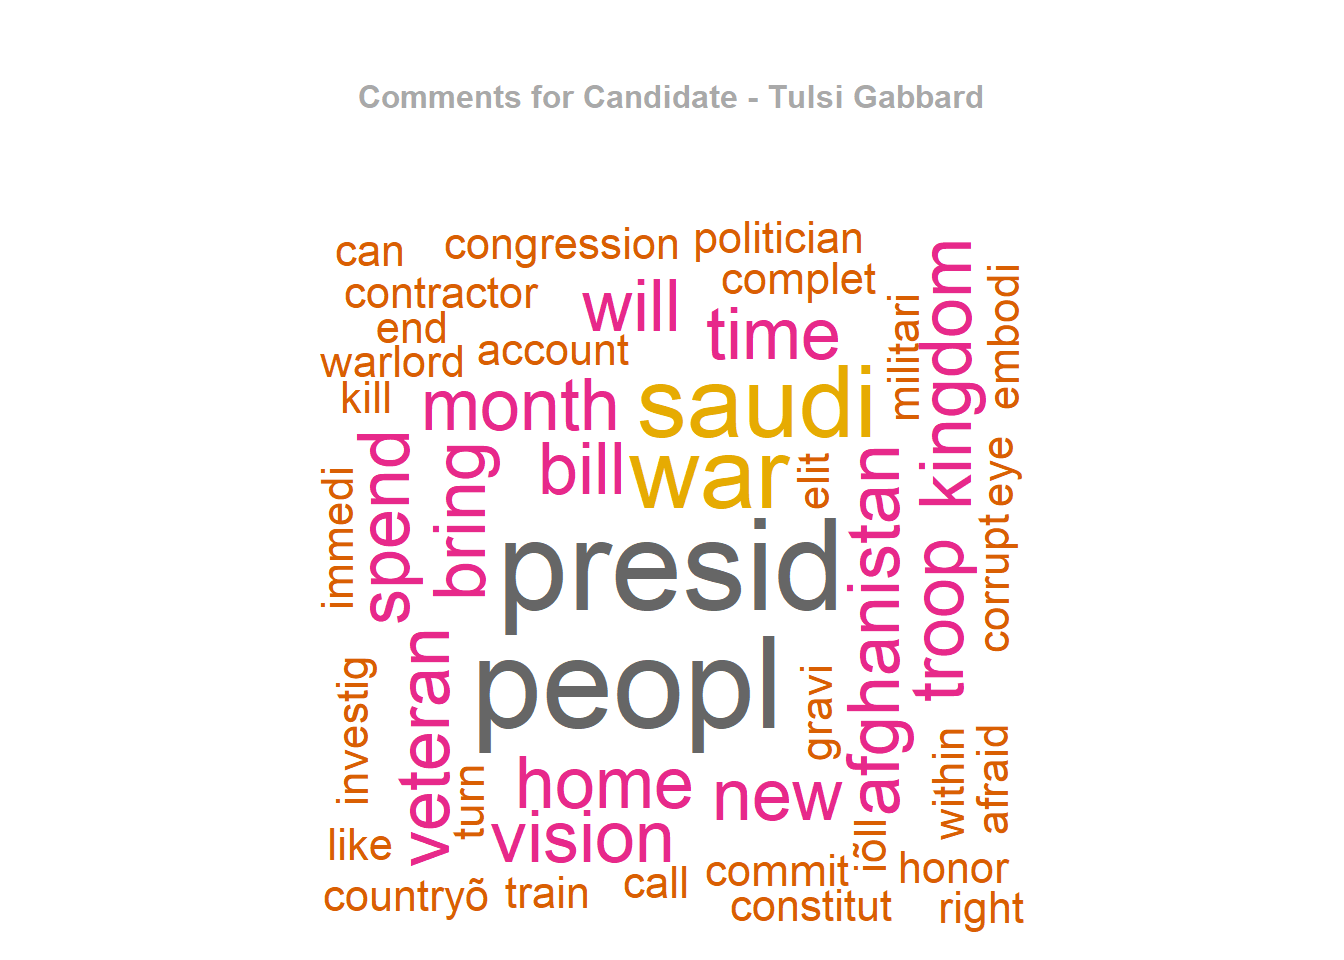 Comments for Candidate - Tulsi Gabbard
can
congression
politician
contractor
will
complet
end
time
warlord
account
kill
month
saudi
militari
kingdom
embodi
spend
bring
bill
war
elit
eye
immedi
presid
afghanistan
troop
corrupt
peopl
investig
veteran
gravi
turn
home
new
within
afraid
like
vision
iõll
countryõ
train
call
commit
honor
constitut
right